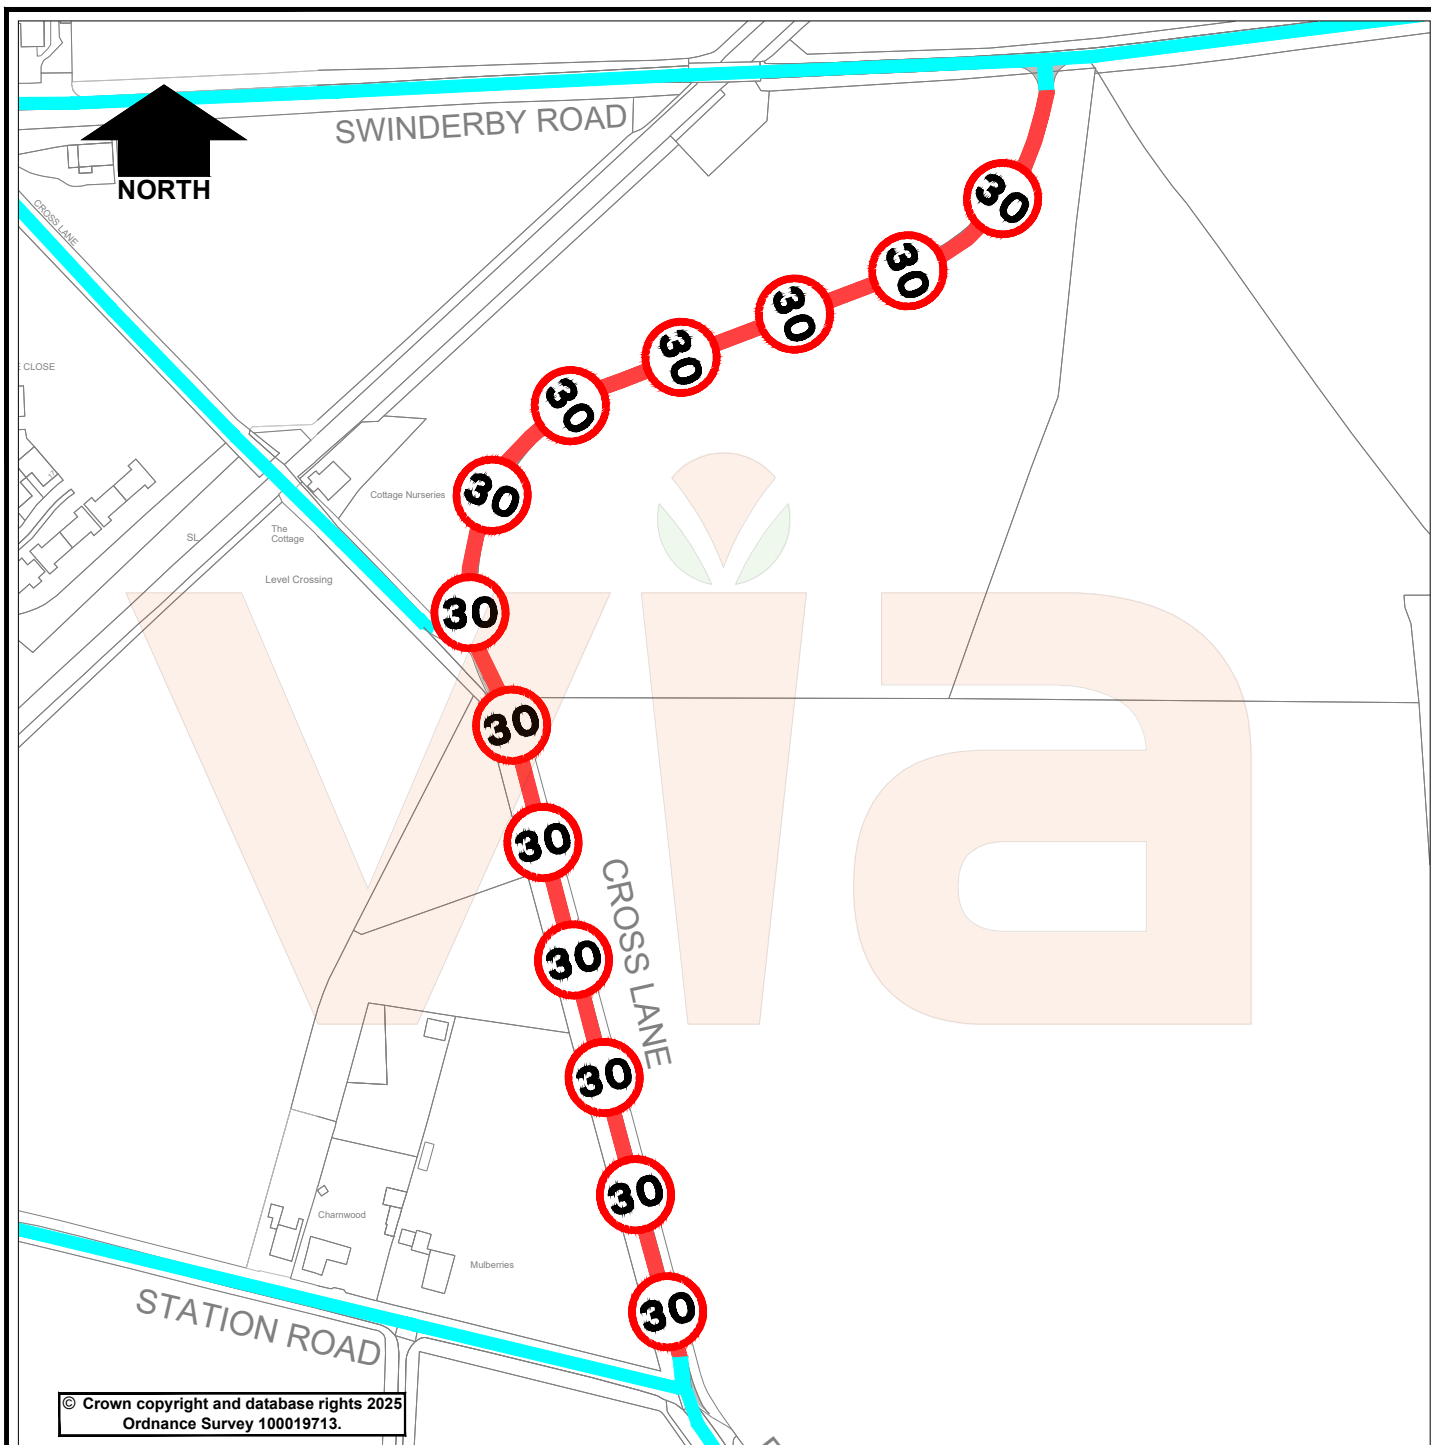 SWINDERBY ROAD
NORTH
CROSS LANE
30
30
30
30
30
E CLOSE
Cottage Nurseries
30
12
SL
The
Cottage
Level Crossing
30
via
30
30
CROSS LANE
30
30
30
Charnwood
Mulberries
30
STATION ROAD
© Crown copyright and database rights 2025
Ordnance Survey 100019713.